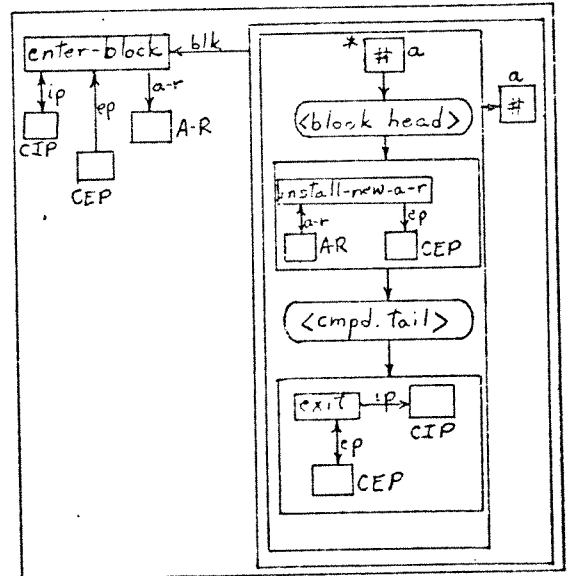 enter-block
blk
ip
CIP
ep
CEP
a-r
A-R
*
#
a
a
#
<block head>
install-new-a-r
a-r
AR
ep
CEP
<cmpd. tail>
exit
ip
CIP
ep
CEP